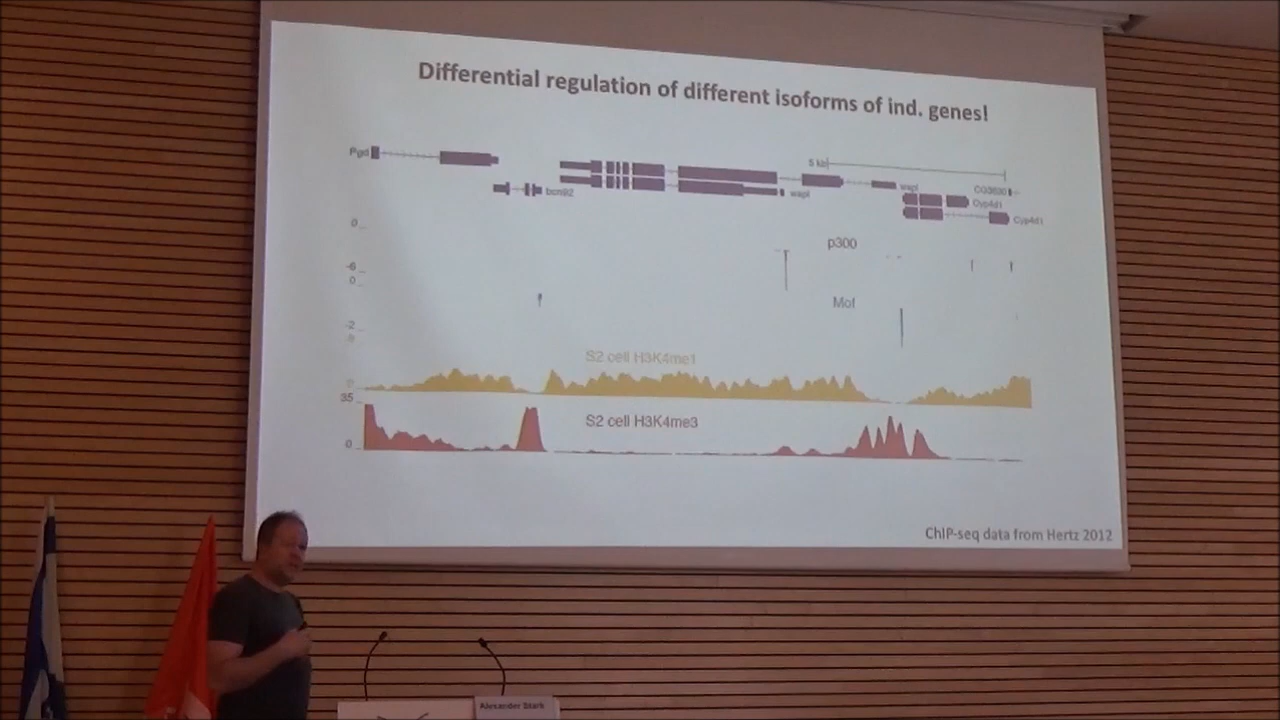 Differential regulation of different isoforms of ind. genes!
Pgd
5 kb
bcn92
wapl
wapl
CG3630
Cyp4d1
Cyp4d1
0
p300
-6
0
Mof
-2
S2 cell H3K4me1
0
35
S2 cell H3K4me3
0
ChIP-seq data from Hertz 2012
Alexander Stark